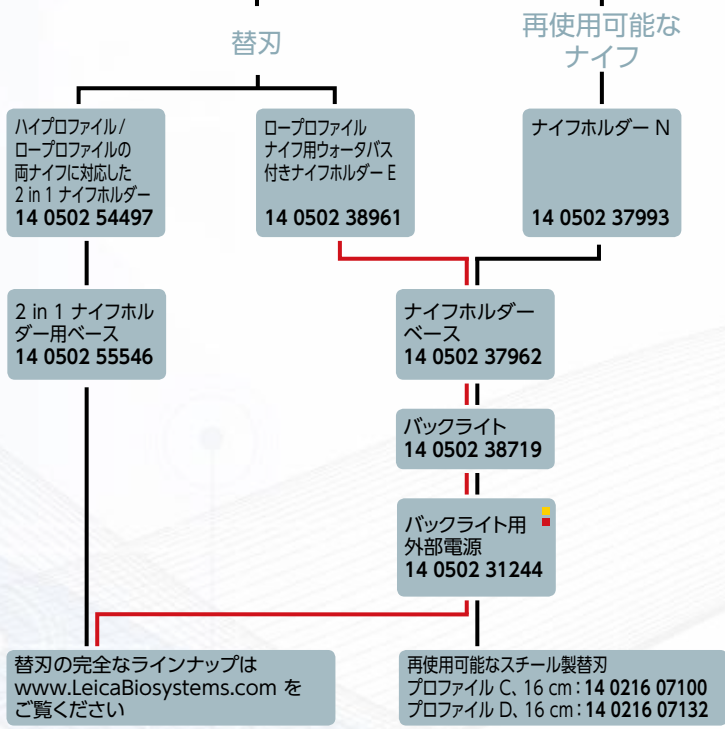 替刃
再使用可能な
ナイフ
ハイプロファイル/
ロープロファイルの
両ナイフに対応した
2 in 1 ナイフホルダー
14 0502 54497
ロープロファイル
ナイフ用ウォータバス
付きナイフホルダー E
14 0502 38961
ナイフホルダー N
14 0502 37993
2 in 1 ナイフホル
ダー用ベース
14 0502 55546
ナイフホルダー
ベース
14 0502 37962
バックライト
14 0502 38719
バックライト用
外部電源
14 0502 31244
替刃の完全なラインナップは
www.LeicaBiosystems.com を
ご覧ください
再使用可能なスチール製替刃
プロファイル C、16 cm：14 0216 07100
プロファイル D、16 cm：14 0216 07132